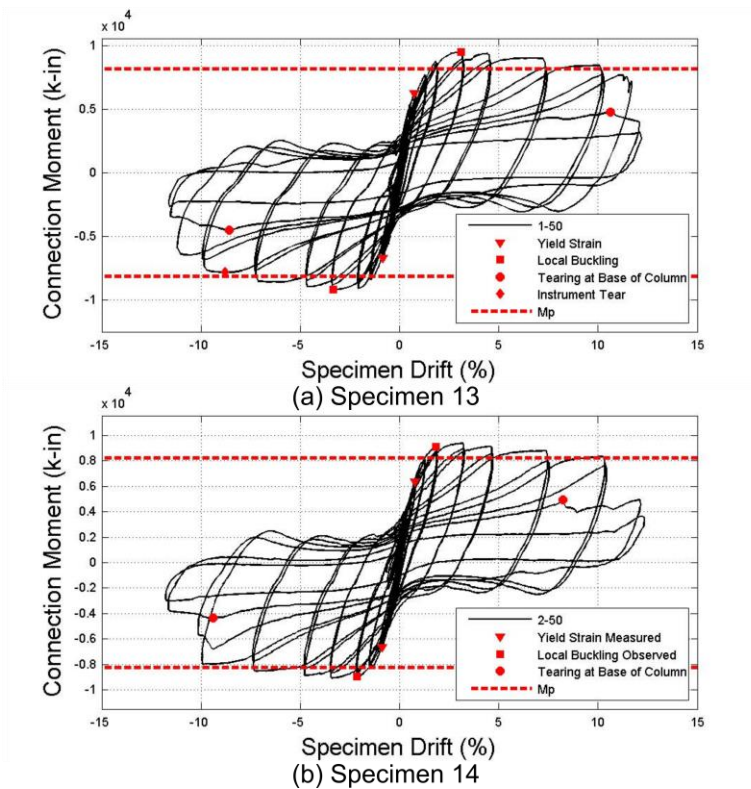 x 10^4
Connection Moment (k-in)
1
0.5
0
-0.5
-1
-15
-10
-5
0
5
10
15
1-50
Yield Strain
Local Buckling
Tearing at Base of Column
Instrument Tear
Mp
Specimen Drift (%)
(a) Specimen 13
x 10^4
Connection Moment (k-in)
1
0.8
0.6
0.4
0.2
0
-0.2
-0.4
-0.6
-0.8
-1
-15
-10
-5
0
5
10
15
2-50
Yield Strain Measured
Local Buckling Observed
Tearing at Base of Column
Mp
Specimen Drift (%)
(b) Specimen 14